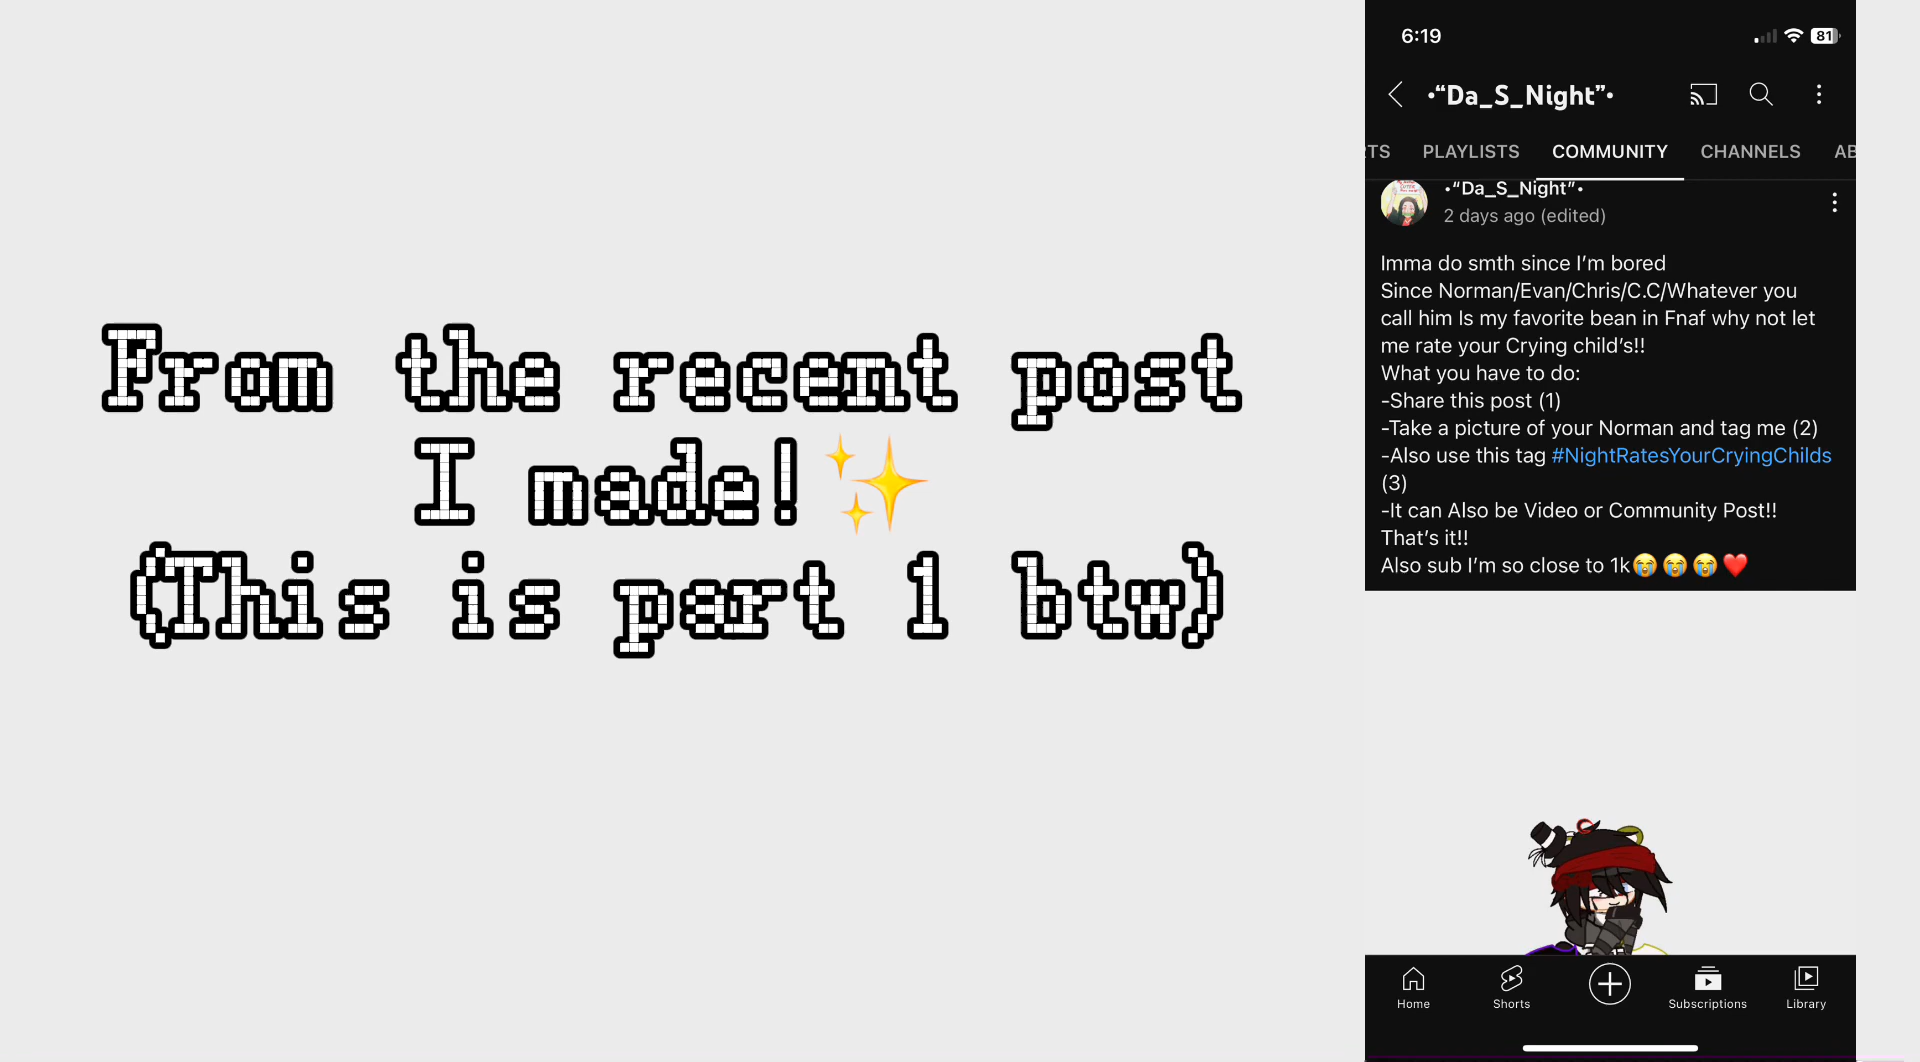 From the recent post
I made!✨
(This is part 1 btw)
6:19
81
•“Da_S_Night”•
TS PLAYLISTS COMMUNITY CHANNELS AB
•“Da_S_Night”•
2 days ago (edited)
Imma do smth since I’m bored
Since Norman/Evan/Chris/C.C/Whatever you
call him Is my favorite bean in Fnaf why not let
me rate your Crying child’s!!
What you have to do:
-Share this post (1)
-Take a picture of your Norman and tag me (2)
-Also use this tag #NightRatesYourCryingChilds
(3)
-It can Also be Video or Community Post!!
That’s it!!
Also sub I’m so close to 1k😭😭😭❤️
Home Shorts Subscriptions Library